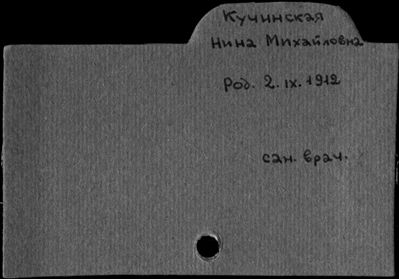 Кучинская
Нина Михайловна
Род. 2.IX.1912
сан. врач.